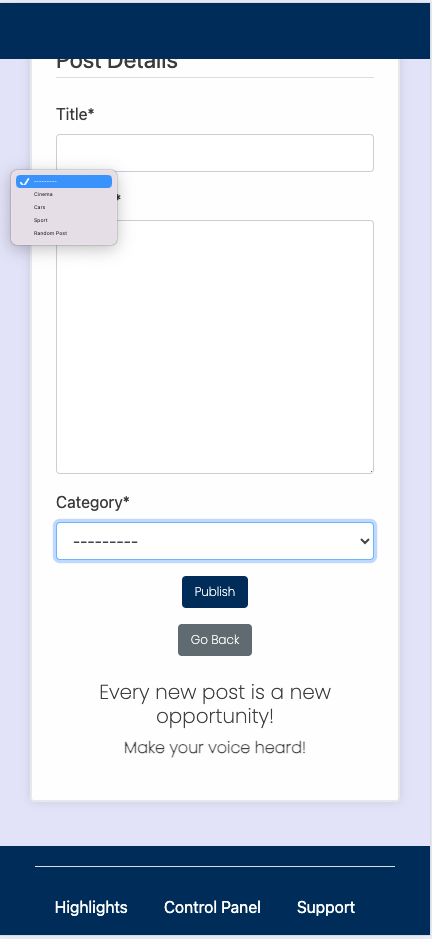 Post Details
Title*
---------
Cinema
Cars
Sport
Random Post
*
Category*
---------
Publish
Go Back
Every new post is a new
opportunity!
Make your voice heard!
Highlights Control Panel Support